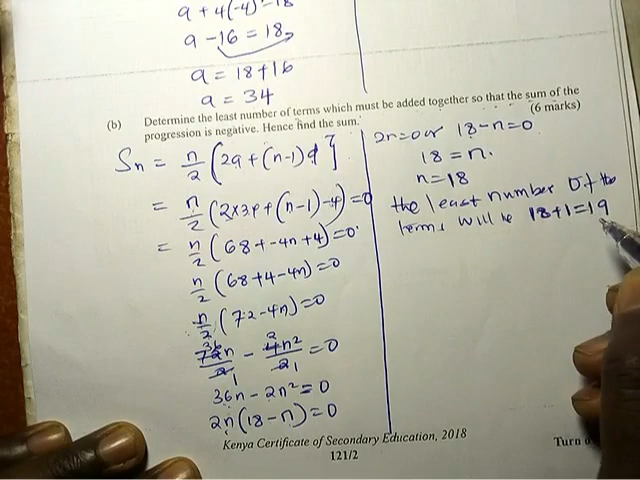 a + 4(-4) = 18
a - 16 = 18
a = 18 + 16
a = 34
(b) Determine the least number of terms which must be added together so that the sum of the
progression is negative. Hence find the sum. (6 marks)
Sn = n/2 (2a + (n-1)d]
= n/2 (2×34 + (n-1)-4) = 0
= n/2 (68 + -4n + 4) = 0
n/2 (68 + 4 - 4n) = 0
n/2 (72 - 4n) = 0
72n/2 - 4n²/2 = 0
36n - 2n² = 0
2n(18 - n) = 0
2n = 0 or 18 - n = 0
18 = n.
n = 18
the least number of the
terms will be 18 + 1 = 19
Kenya Certificate of Secondary Education, 2018
121/2
Turn o